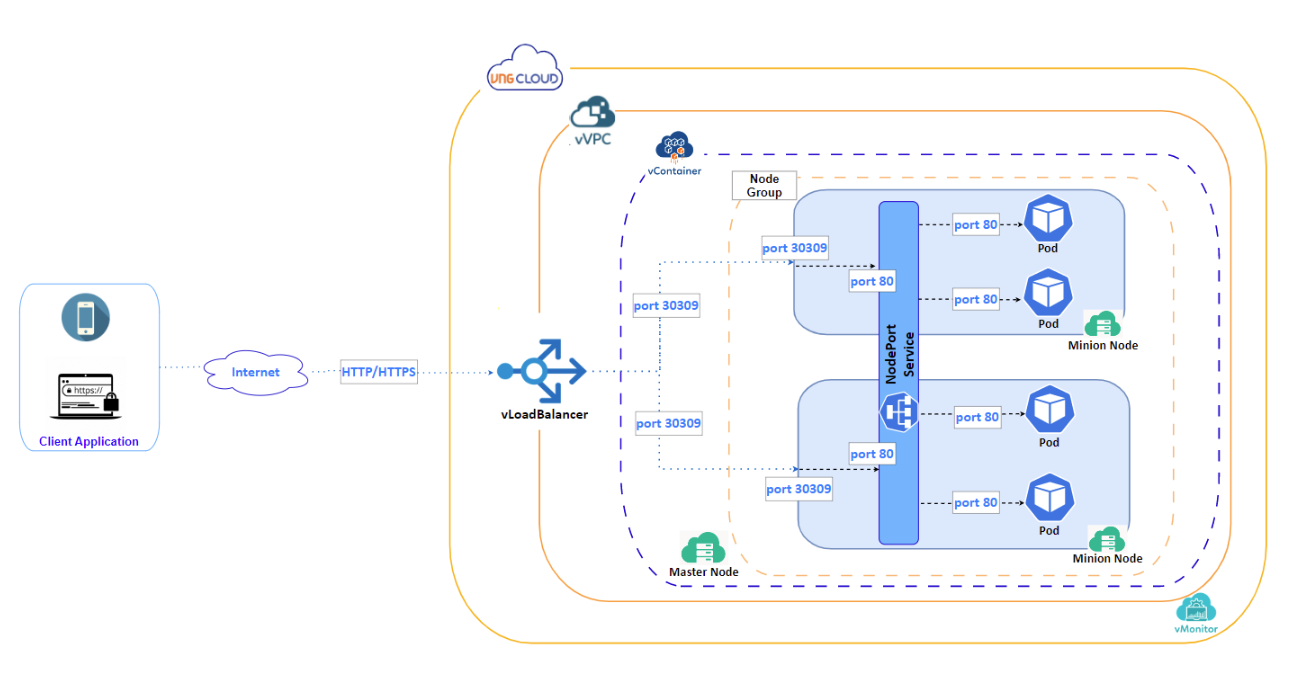 VNG CLOUD
vVPC
vContainer
Node
Group
port 30309
port 80
port 80
Pod
port 80
Pod
Minion Node
port 30309
https://
Client Application
Internet
HTTP/HTTPS
vLoadBalancer
NodePort
Service
port 30309
port 80
port 30309
port 80
Pod
port 80
Pod
Minion Node
Master Node
vMonitor